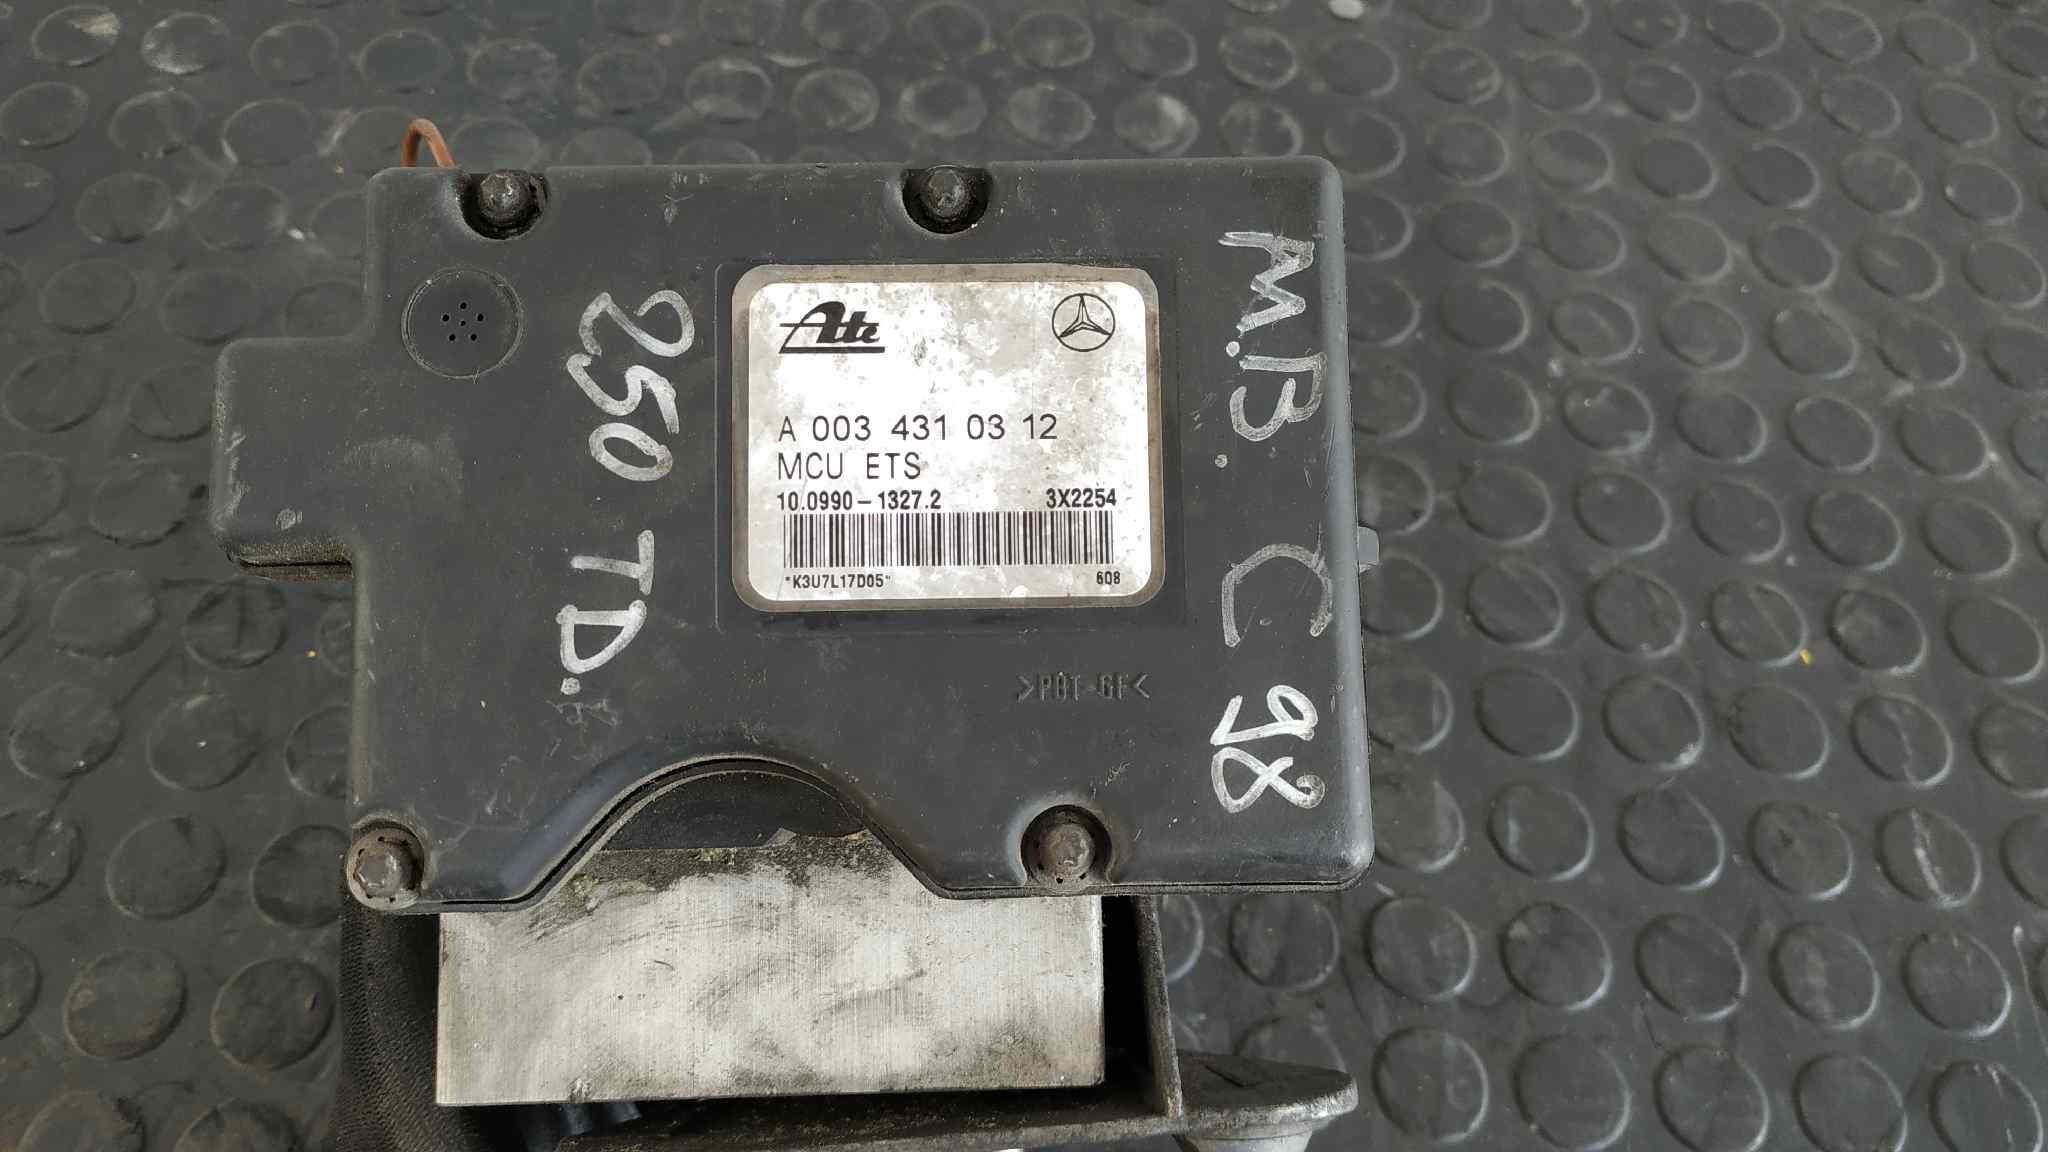 Ate
A 003 431 03 12
MCU ETS
10.0990-1327.2 3X2254
*K3U7L17D05* 608
>PBT-GF<
M.B. C 98
250 TD.